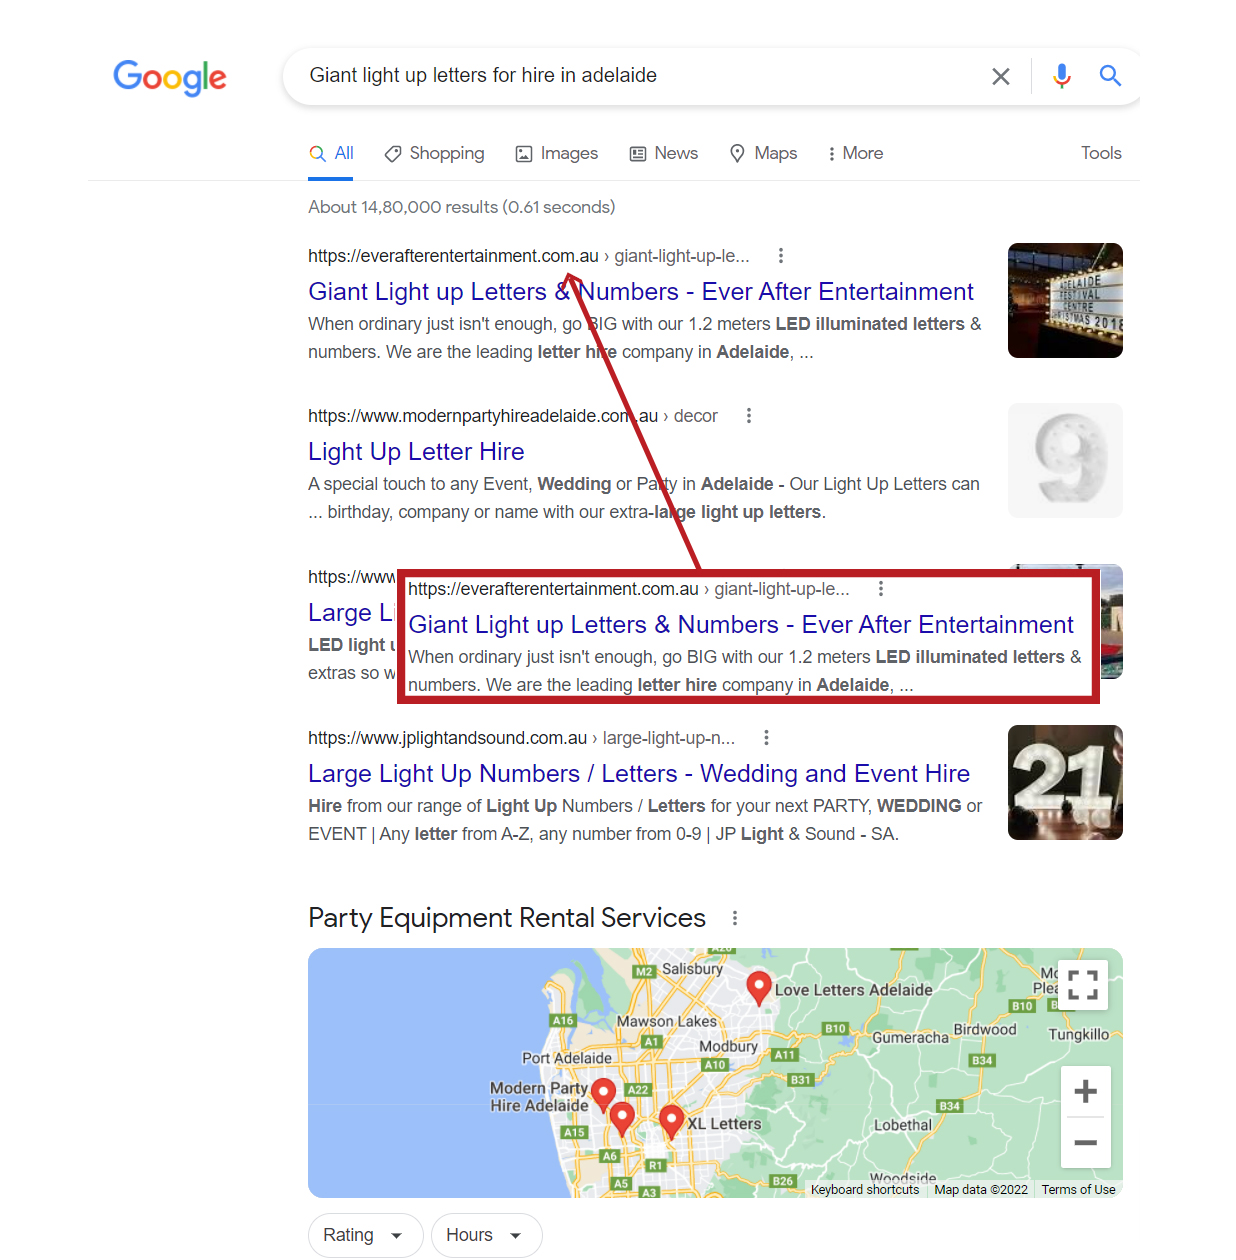 Google
Giant light up letters for hire in adelaide
All Shopping Images News Maps More Tools
About 14,80,000 results (0.61 seconds)
https://everafterentertainment.com.au › giant-light-up-le...
Giant Light up Letters & Numbers - Ever After Entertainment
When ordinary just isn't enough, go BIG with our 1.2 meters LED illuminated letters &
numbers. We are the leading letter hire company in Adelaide, ...
ADELAIDE
FESTIVAL
CENTRE
CHRISTMAS 2018
https://www.modernpartyhireadelaide.com.au › decor
Light Up Letter Hire
A special touch to any Event, Wedding or Party in Adelaide - Our Light Up Letters can
... birthday, company or name with our extra-large light up letters.
9
https://www
Large Li
LED light u
extras so w
https://everafterentertainment.com.au › giant-light-up-le...
Giant Light up Letters & Numbers - Ever After Entertainment
When ordinary just isn't enough, go BIG with our 1.2 meters LED illuminated letters &
numbers. We are the leading letter hire company in Adelaide, ...
https://www.jplightandsound.com.au › large-light-up-n...
Large Light Up Numbers / Letters - Wedding and Event Hire
Hire from our range of Light Up Numbers / Letters for your next PARTY, WEDDING or
EVENT | Any letter from A-Z, any number from 0-9 | JP Light & Sound - SA.
21
Party Equipment Rental Services
A20
M2 Salisbury
Love Letters Adelaide
B10
A16
Mawson Lakes
B10
Birdwood
Gumeracha
Tungkillo
A1
Modbury
A11
Port Adelaide
A10
B34
B31
Modern Party
Hire Adelaide
A22
B34
XL Letters
Lobethal
A15
A6
R1
Woodside
A5
A3
B26
Keyboard shortcuts Map data ©2022 Terms of Use
Rating Hours